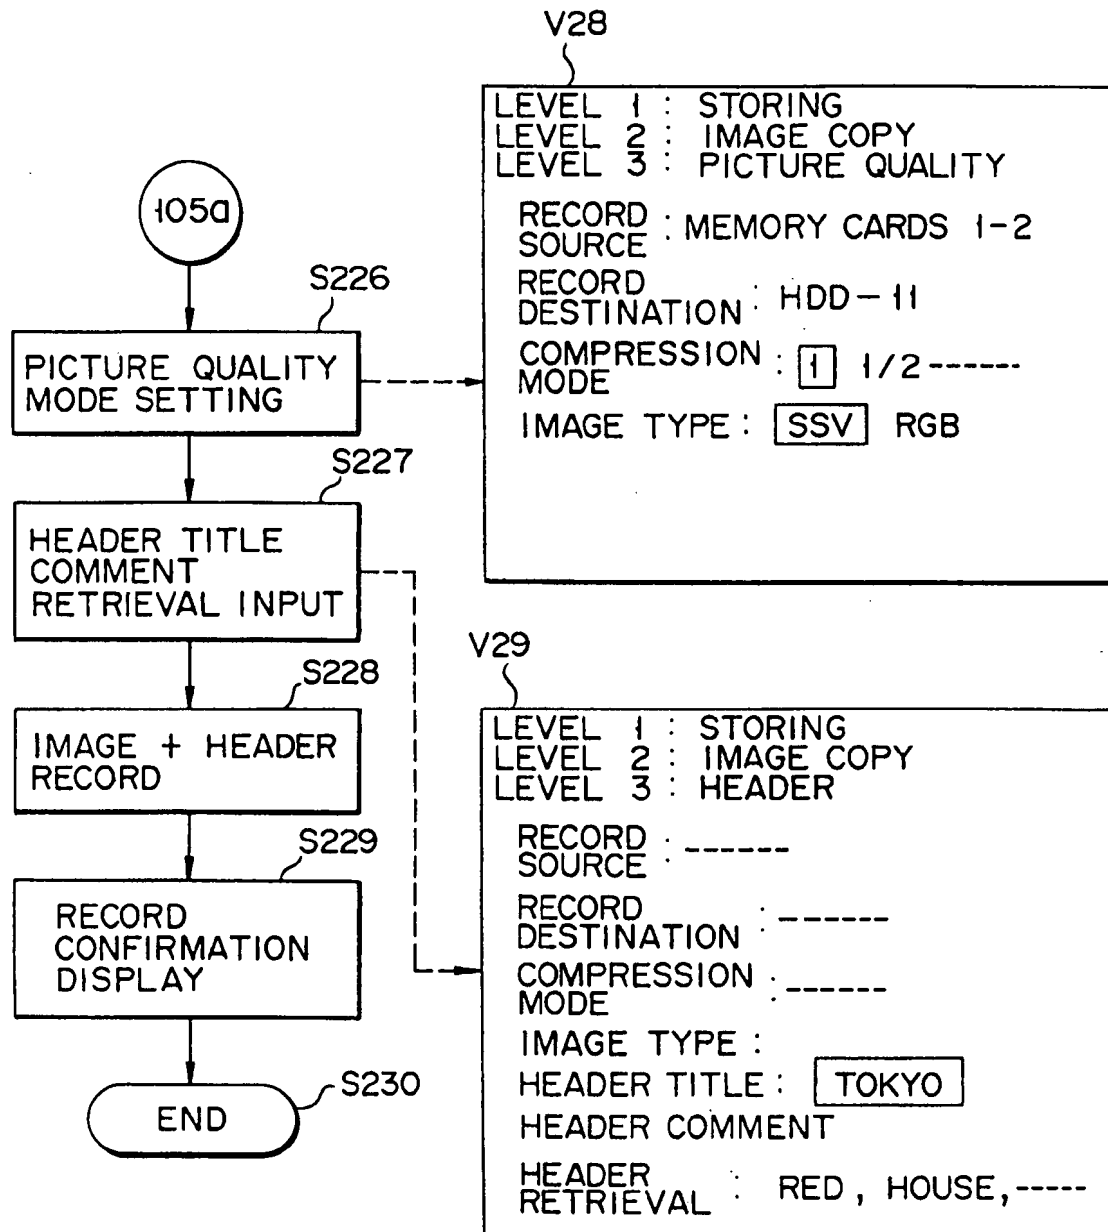 105a
S226
PICTURE QUALITY
MODE SETTING
S227
HEADER TITLE
COMMENT
RETRIEVAL INPUT
S228
IMAGE + HEADER
RECORD
S229
RECORD
CONFIRMATION
DISPLAY
S230
END
V28
LEVEL 1 : STORING
LEVEL 2 : IMAGE COPY
LEVEL 3 : PICTURE QUALITY
RECORD
SOURCE : MEMORY CARDS 1-2
RECORD
DESTINATION : HDD-11
COMPRESSION
MODE : 1 1/2 ------
IMAGE TYPE : SSV RGB
V29
LEVEL 1 : STORING
LEVEL 2 : IMAGE COPY
LEVEL 3 : HEADER
RECORD
SOURCE : ------
RECORD
DESTINATION : ------
COMPRESSION
MODE : ------
IMAGE TYPE :
HEADER TITLE : TOKYO
HEADER COMMENT
HEADER
RETRIEVAL : RED, HOUSE, -----